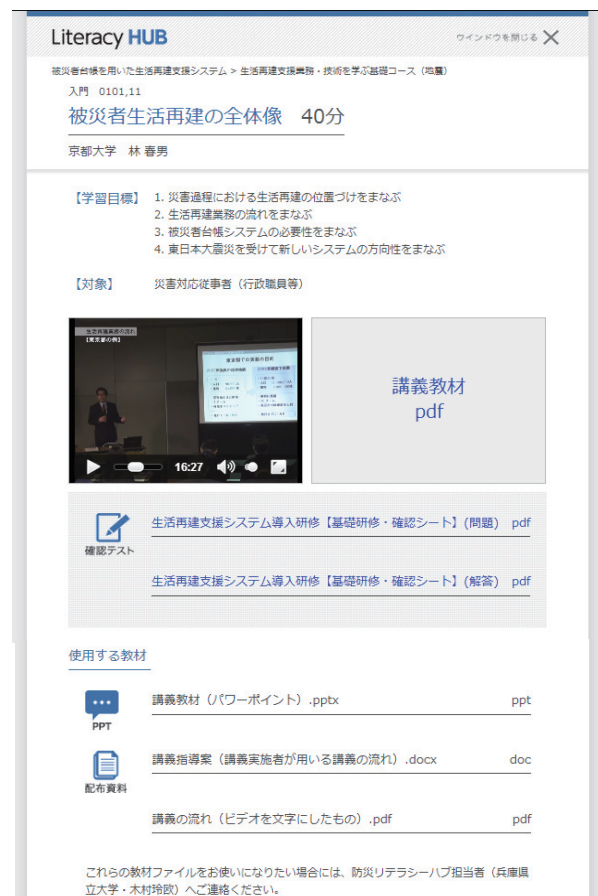 Literacy HUB
ウインドウを閉じる
被災者台帳を用いた生活再建支援システム > 生活再建支援業務・技術を学ぶ基礎コース（地震）
入門 0101,11
被災者生活再建の全体像 40分
京都大学 林 春男
【学習目標】 1. 災害過程における生活再建の位置づけをまなぶ
2. 生活再建業務の流れをまなぶ
3. 被災者台帳システムの必要性をまなぶ
4. 東日本大震災を受けて新しいシステムの方向性をまなぶ
【対象】 災害対応従事者（行政職員等）
生活再建業務の流れ
【東京都の例】
16:27
講義教材
pdf
確認テスト
生活再建支援システム導入研修【基礎研修・確認シート】(問題) pdf
生活再建支援システム導入研修【基礎研修・確認シート】(解答) pdf
使用する教材
PPT
講義教材（パワーポイント）.pptx ppt
配布資料
講義指導案（講義実施者が用いる講義の流れ）.docx doc
講義の流れ（ビデオを文字にしたもの）.pdf pdf
これらの教材ファイルをお使いになりたい場合には、防災リテラシーハブ担当者（兵庫県
立大学・木村玲欧）へご連絡ください。